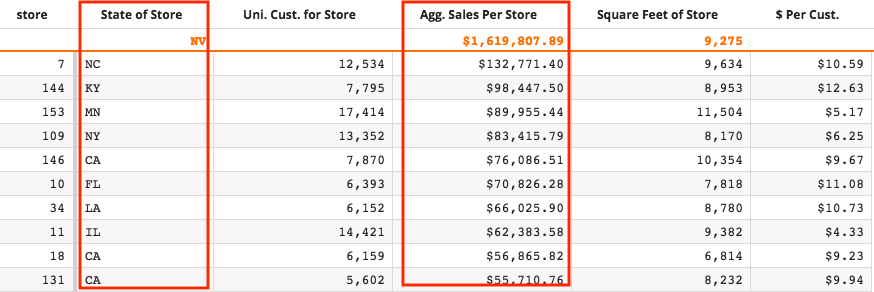 store State of Store Uni. Cust. for Store Agg. Sales Per Store Square Feet of Store $ Per Cust.
NV $1,619,807.89 9,275
7 NC 12,534 $132,771.40 9,634 $10.59
144 KY 7,795 $98,447.50 8,953 $12.63
153 MN 17,414 $89,955.44 11,504 $5.17
109 NY 13,352 $83,415.79 8,170 $6.25
146 CA 7,870 $76,086.51 10,354 $9.67
10 FL 6,393 $70,826.28 7,818 $11.08
34 LA 6,152 $66,025.90 8,780 $10.73
11 IL 14,421 $62,383.58 9,382 $4.33
18 CA 6,159 $56,865.82 6,814 $9.23
131 CA 5,602 $55,710.76 8,232 $9.94